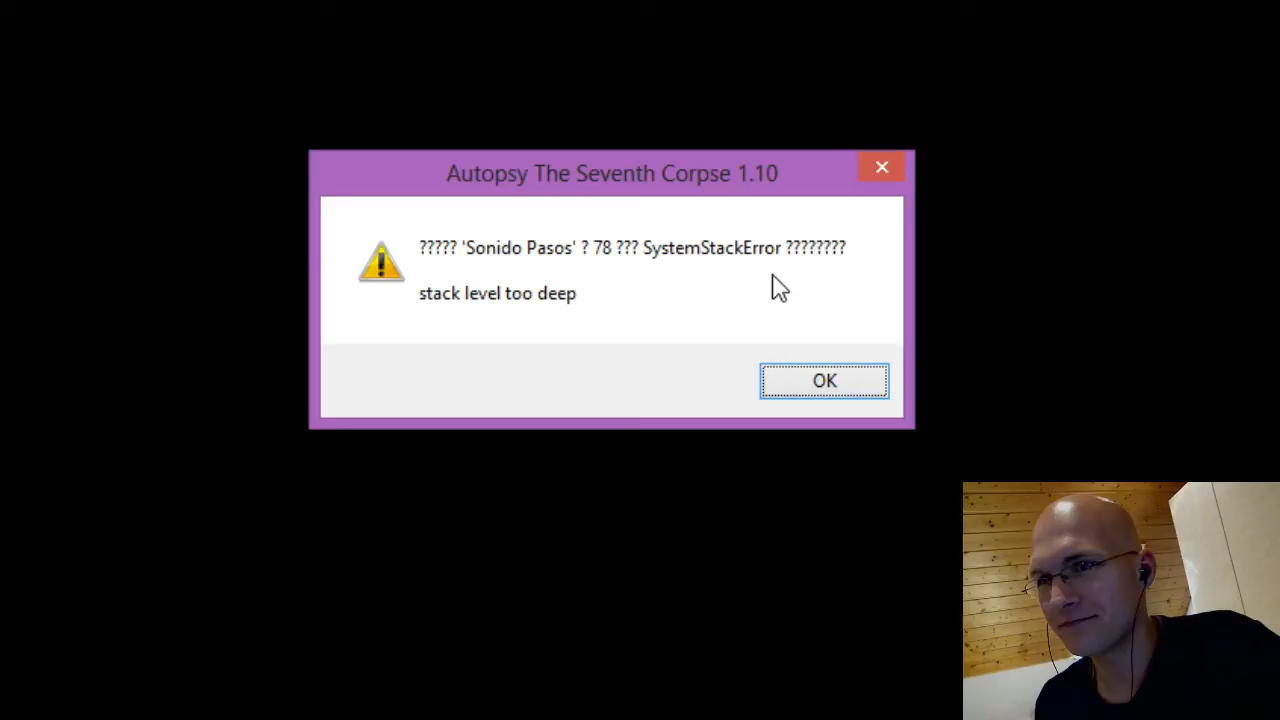 Autopsy The Seventh Corpse 1.10
????? 'Sonido Pasos' ? 78 ??? SystemStackError ????????
stack level too deep
OK